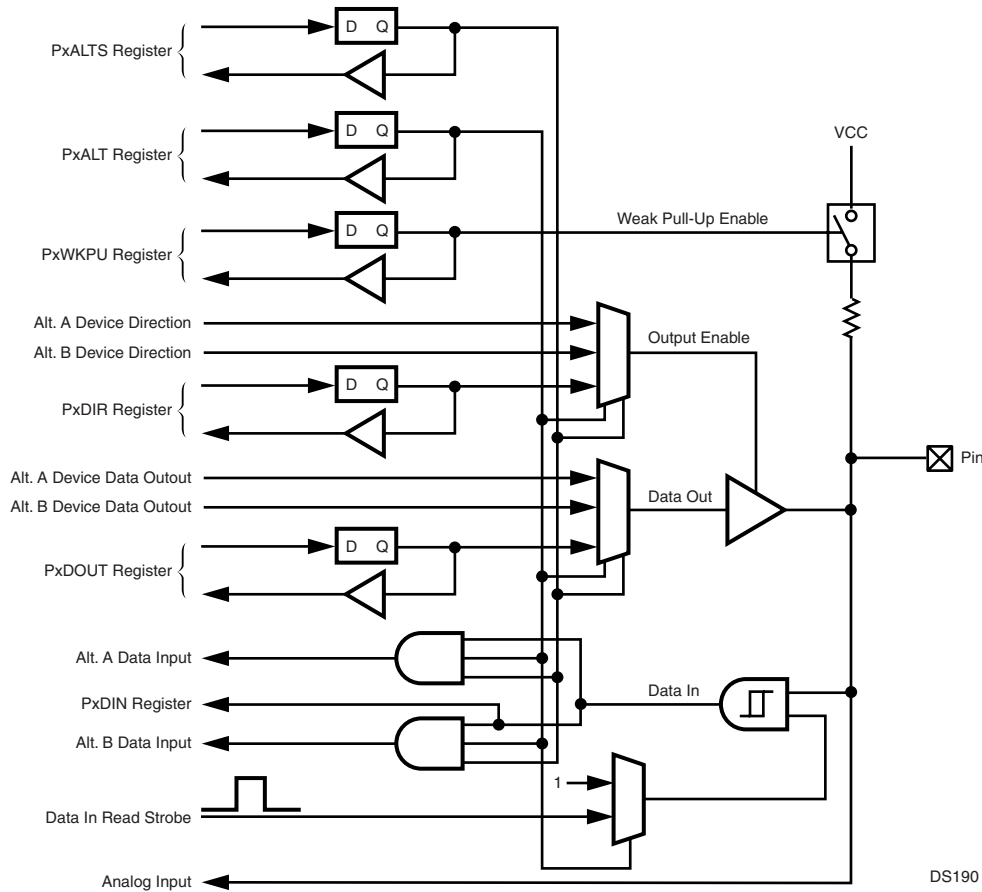 D Q
PxALTS Register
D Q
PxALT Register
VCC
D Q
Weak Pull-Up Enable
PxWKPU Register
Alt. A Device Direction
Output Enable
Alt. B Device Direction
D Q
PxDIR Register
Pin
Alt. A Device Data Outout
Data Out
Alt. B Device Data Outout
D Q
PxDOUT Register
Alt. A Data Input
Data In
PxDIN Register
Alt. B Data Input
1
Data In Read Strobe
Analog Input
DS190